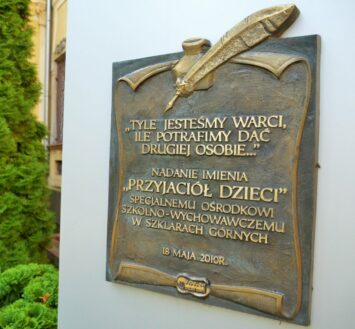 „TYLE JESTEŚMY WARCI,
ILE POTRAFIMY DAĆ
DRUGIEJ OSOBIE..."
NADANIE IMIENIA
„PRZYJACIÓŁ DZIECI"
SPECJALNEMU OŚRODKOWI
SZKOLNO-WYCHOWAWCZEMU
W SZKLARACH GÓRNYCH
18 MAJA 2010R.